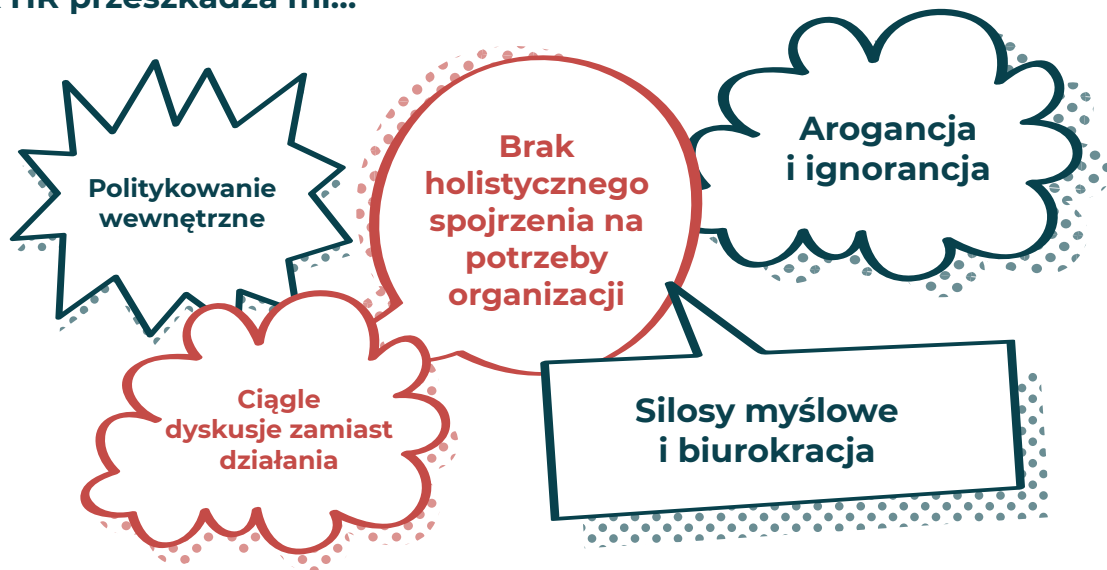 HR przeszkadza mi...
Politykowanie
wewnętrzne
Brak
holistycznego
spojrzenia na
potrzeby
organizacji
Arogancja
i ignorancja
Ciągle
dyskusje zamiast
działania
Silosy myślowe
i biurokracja